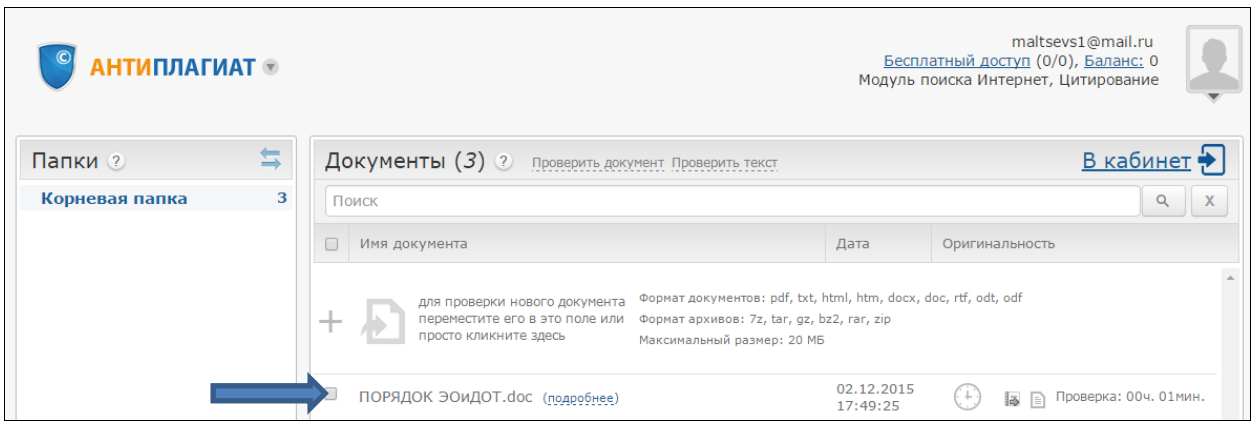 maltsevs1@mail.ru
АНТИПЛАГИАТ
Бесплатный доступ (0/0), Баланс: 0
Модуль поиска Интернет, Цитирование
Папки ?
Документы (3) ? Проверить документ Проверить текст В кабинет
Корневая папка 3
Поиск X
Имя документа Дата Оригинальность
для проверки нового документа
переместите его в это поле или
просто кликните здесь
Формат документов: pdf, txt, html, htm, docx, doc, rtf, odt, odf
Формат архивов: 7z, tar, gz, bz2, rar, zip
Максимальный размер: 20 МБ
ПОРЯДОК ЭОиДОТ.doc (подробнее)
02.12.2015
17:49:25
Проверка: 00ч. 01мин.